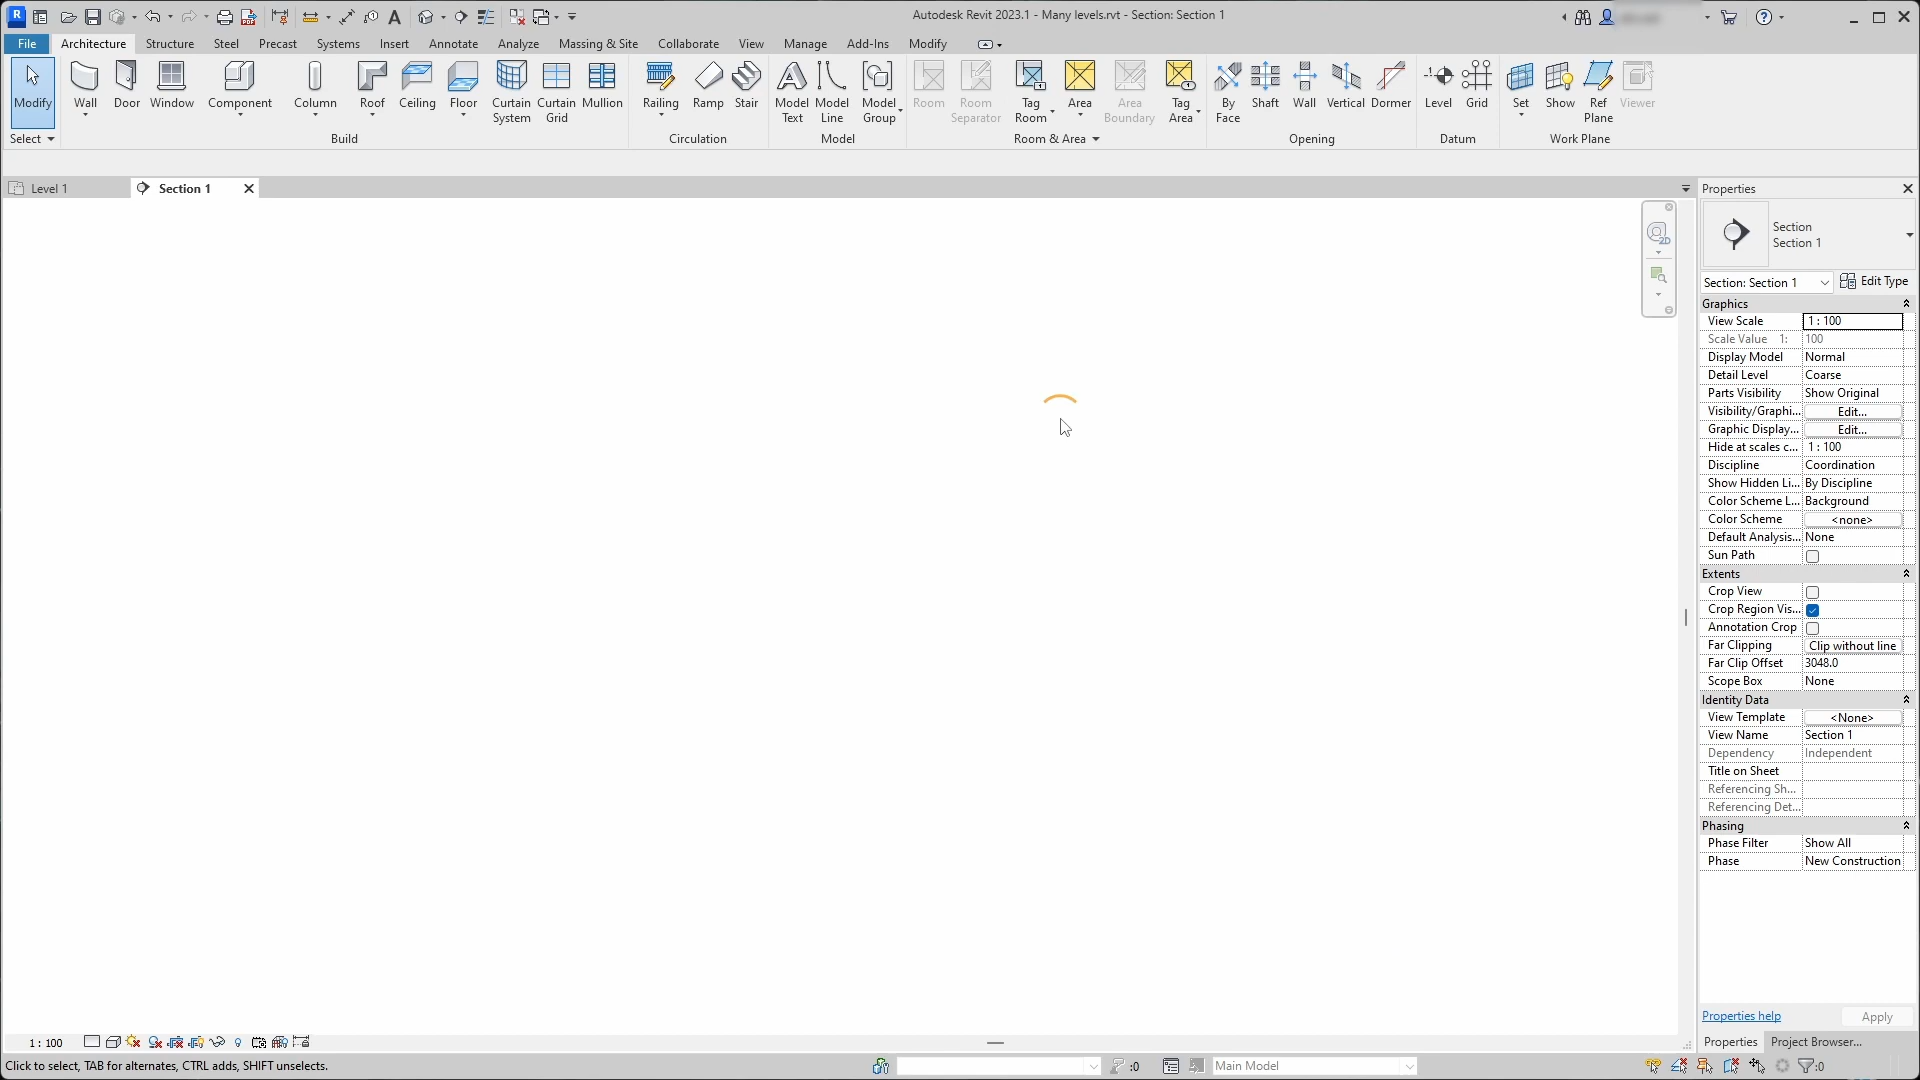 Autodesk Revit 2023.1 - Many levels.rvt - Section: Section 1
File Architecture Structure Steel Precast Systems Insert Annotate Analyze Massing & Site Collaborate View Manage Add-Ins Modify
Modify Wall Door Window Component Column Roof Ceiling Floor Curtain System Curtain Grid Mullion Railing Ramp Stair Model Text Model Line Model Group Room Room Separator Tag Room Area Area Boundary Tag Area By Face Shaft Wall Vertical Dormer Level Grid Set Show Ref Plane Viewer
Select Build Circulation Model Room & Area Opening Datum Work Plane
Level 1 Section 1
2D
Properties
Section
Section 1
Section: Section 1 Edit Type
Graphics
View Scale 1 : 100
Scale Value 1: 100
Display Model Normal
Detail Level Coarse
Parts Visibility Show Original
Visibility/Graphi... Edit...
Graphic Display... Edit...
Hide at scales c... 1 : 100
Discipline Coordination
Show Hidden Li... By Discipline
Color Scheme L... Background
Color Scheme <none>
Default Analysis... None
Sun Path
Extents
Crop View
Crop Region Vis...
Annotation Crop
Far Clipping Clip without line
Far Clip Offset 3048.0
Scope Box None
Identity Data
View Template <None>
View Name Section 1
Dependency Independent
Title on Sheet
Referencing Sh...
Referencing Det...
Phasing
Phase Filter Show All
Phase New Construction
Properties help Apply
Properties Project Browser...
1 : 100
Click to select, TAB for alternates, CTRL adds, SHIFT unselects. :0 Main Model :0